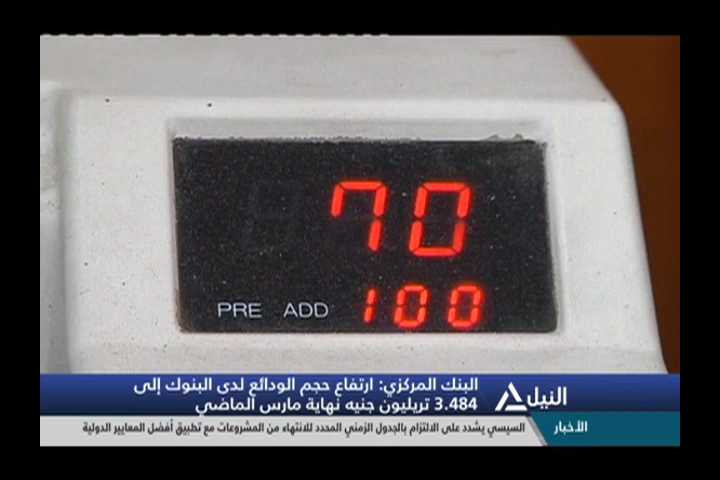 70
PRE ADD 100
البنك المركزي: ارتفاع حجم الودائع لدى البنوك إلى
3.484 تريليون جنيه نهاية مارس الماضي
النيل
الأخبار
السيسي يشدد على الالتزام بالجدول الزمني المحدد للانتهاء من المشروعات مع تطبيق أفضل المعايير الدولية